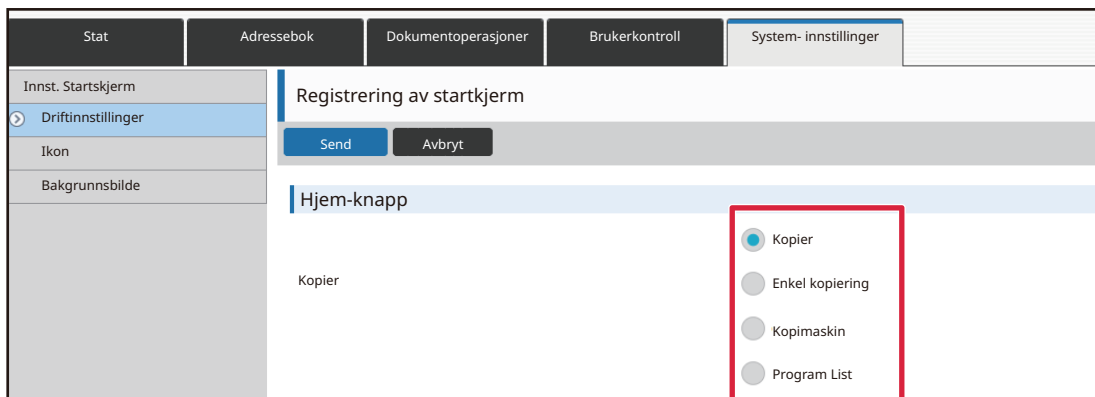 Stat
Adressebok
Dokumentoperasjoner
Brukerkontroll
System- innstillinger
Innst. Startskjerm
Driftinnstillinger
Ikon
Bakgrunnsbilde
Registrering av startkjerm
Send
Avbryt
Hjem-knapp
Kopier
Kopier
Enkel kopiering
Kopimaskin
Program List